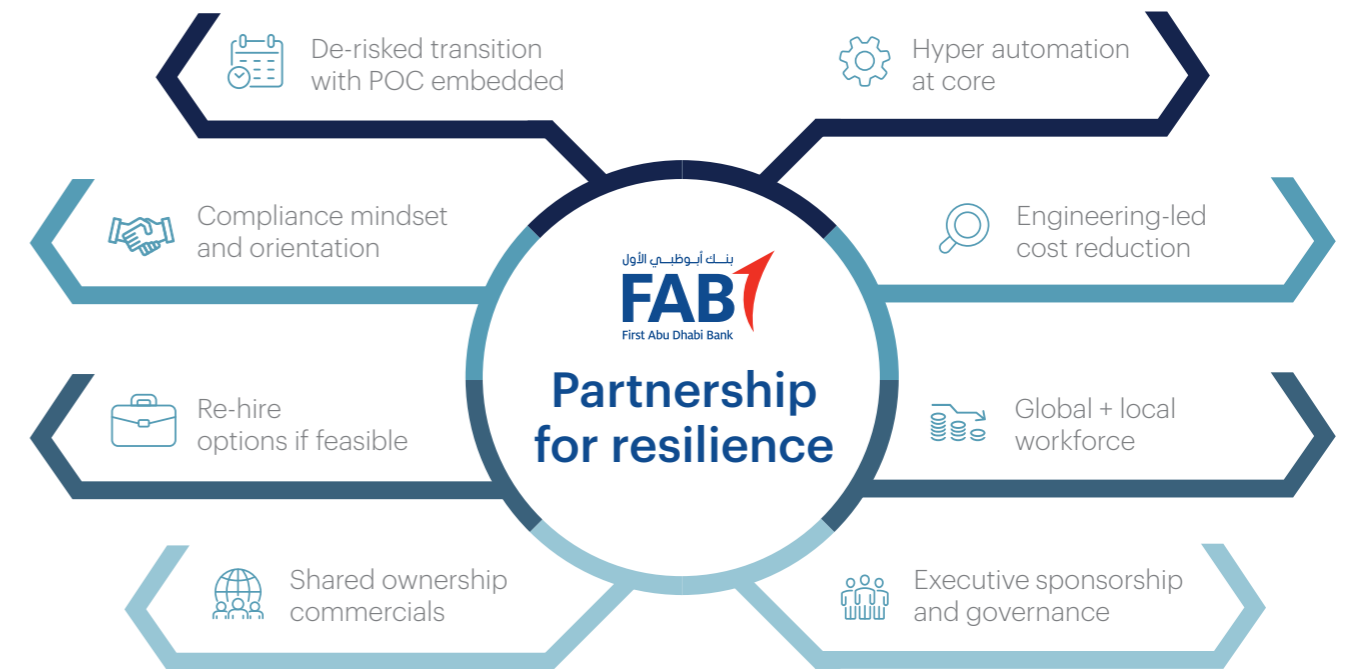 De-risked transition
with POC embedded
Hyper automation
at core
Compliance mindset
and orientation
Engineering-led
cost reduction
بنـــك أبــوظبـــي الأول
FAB
First Abu Dhabi Bank
Partnership
for resilience
Re-hire
options if feasible
Global + local
workforce
Shared ownership
commercials
Executive sponsorship
and governance